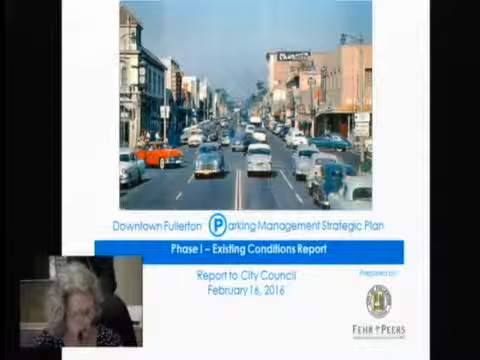 Downtown Fullerton Parking Management Strategic Plan
Phase I – Existing Conditions Report
Report to City Council
February 16, 2016
Prepared by:
FEHR & PEERS